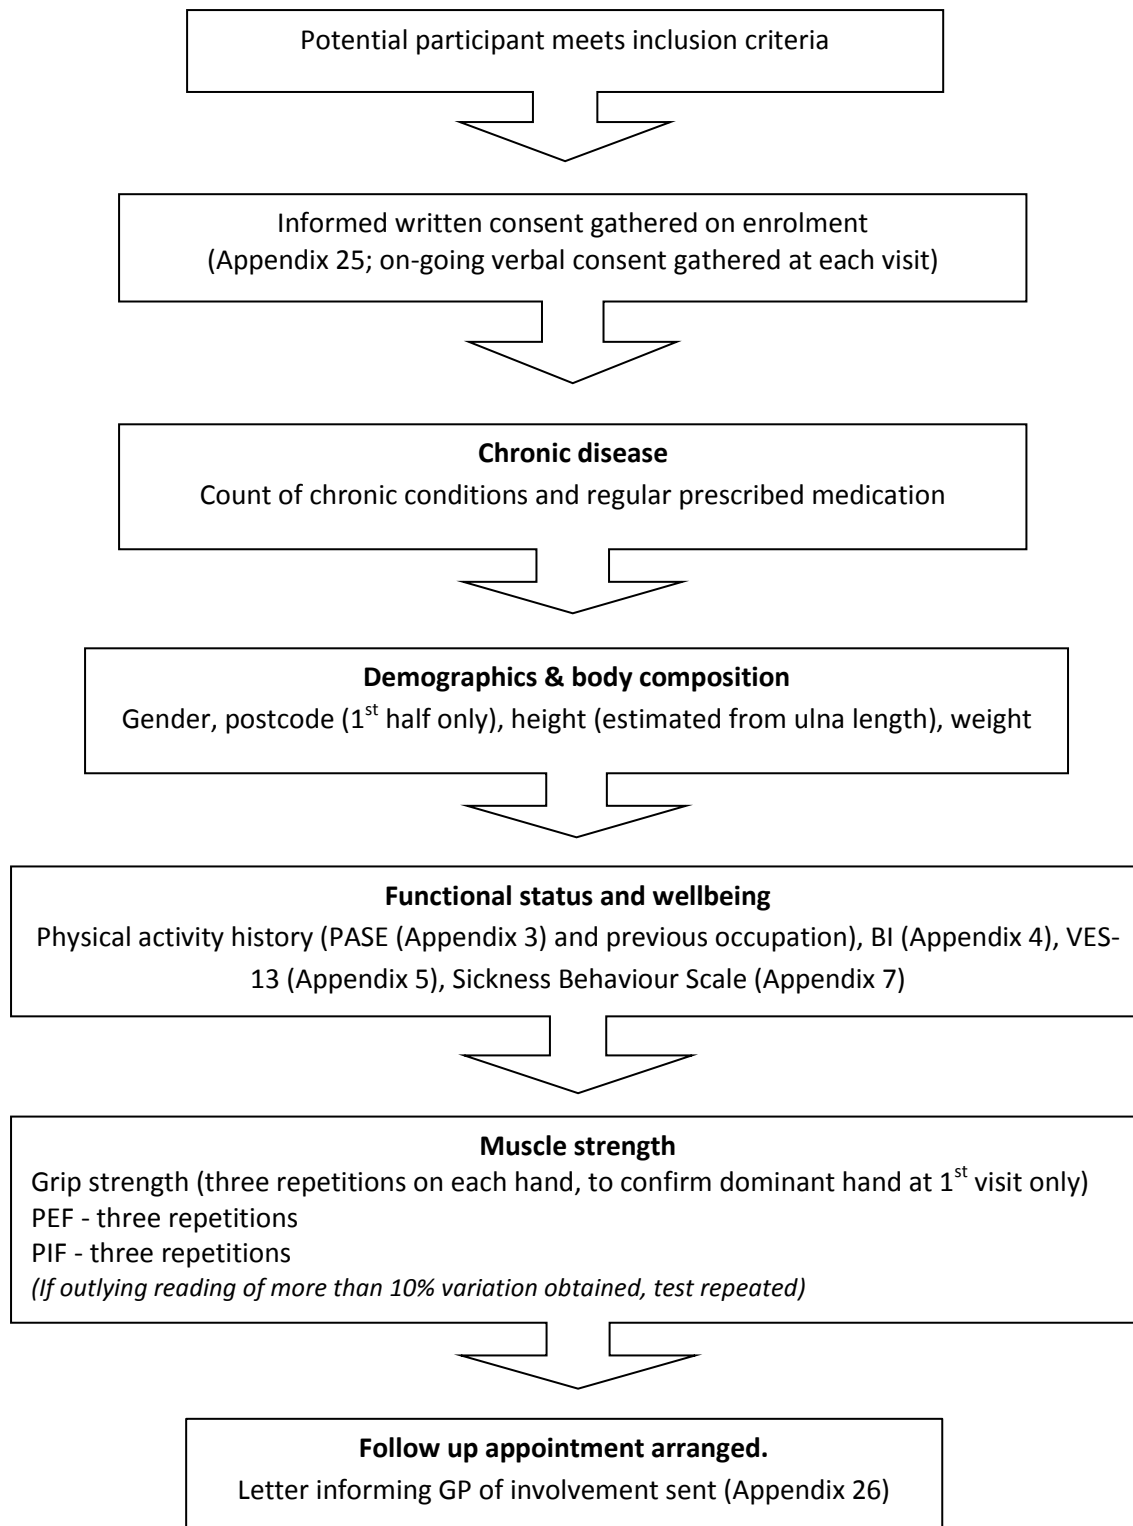 Potential participant meets inclusion criteria
Informed written consent gathered on enrolment
(Appendix 25; on-going verbal consent gathered at each visit)
Chronic disease
Count of chronic conditions and regular prescribed medication
Demographics & body composition
Gender, postcode (1st half only), height (estimated from ulna length), weight
Functional status and wellbeing
Physical activity history (PASE (Appendix 3) and previous occupation), BI (Appendix 4), VES-
13 (Appendix 5), Sickness Behaviour Scale (Appendix 7)
Muscle strength
Grip strength (three repetitions on each hand, to confirm dominant hand at 1st visit only)
PEF - three repetitions
PIF - three repetitions
(If outlying reading of more than 10% variation obtained, test repeated)
Follow up appointment arranged.
Letter informing GP of involvement sent (Appendix 26)